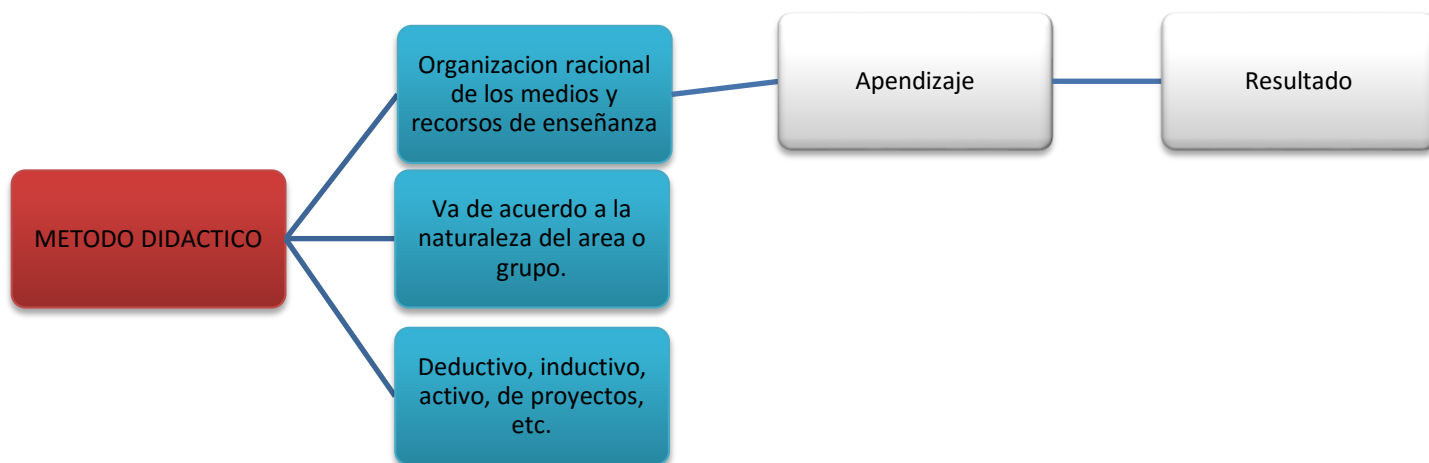 METODO DIDACTICO
Organizacion racional
de los medios y
recorsos de enseñanza
Apendizaje
Resultado
Va de acuerdo a la
naturaleza del area o
grupo.
Deductivo, inductivo,
activo, de proyectos,
etc.